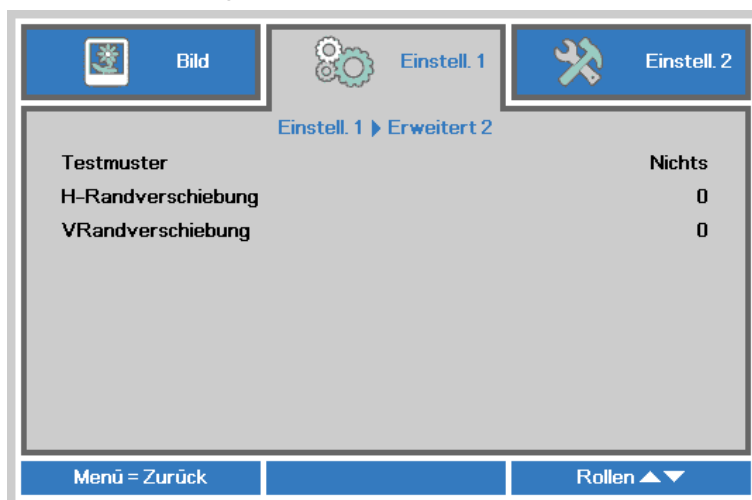 Bild
Einstell. 1
Einstell. 2
Einstell. 1 ▶ Erweitert 2
Testmuster Nichts
H-Randverschiebung 0
VRandverschiebung 0
Menü = Zurück
Rollen ▲▼